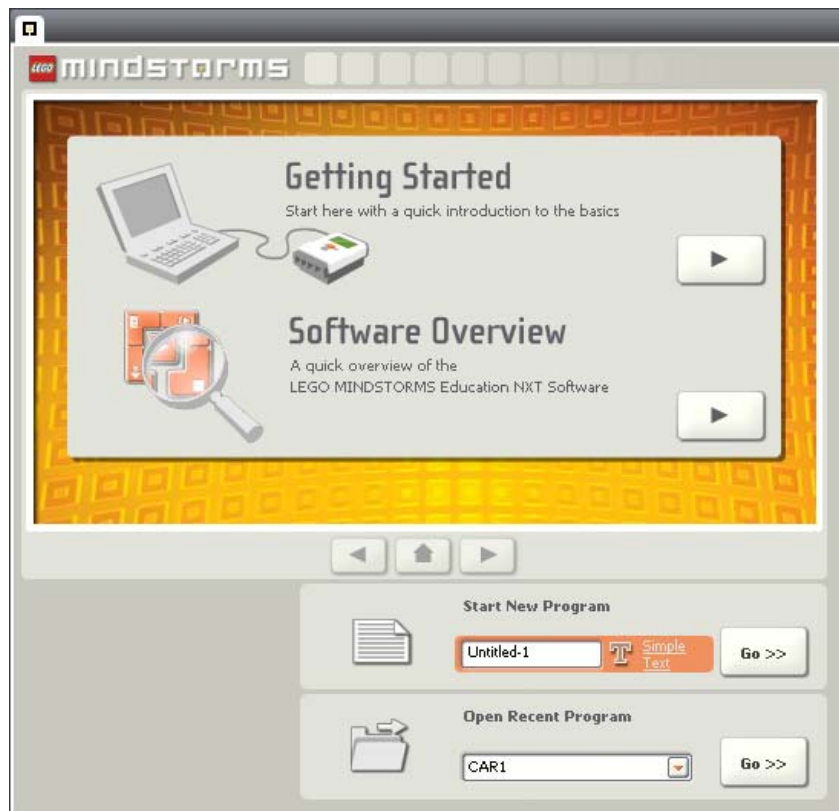 LEGO mindstorms
Getting Started
Start here with a quick introduction to the basics
Software Overview
A quick overview of the
LEGO MINDSTORMS Education NXT Software
Start New Program
Untitled-1
T
Simple
Text
Go >>
Open Recent Program
CAR1
Go >>